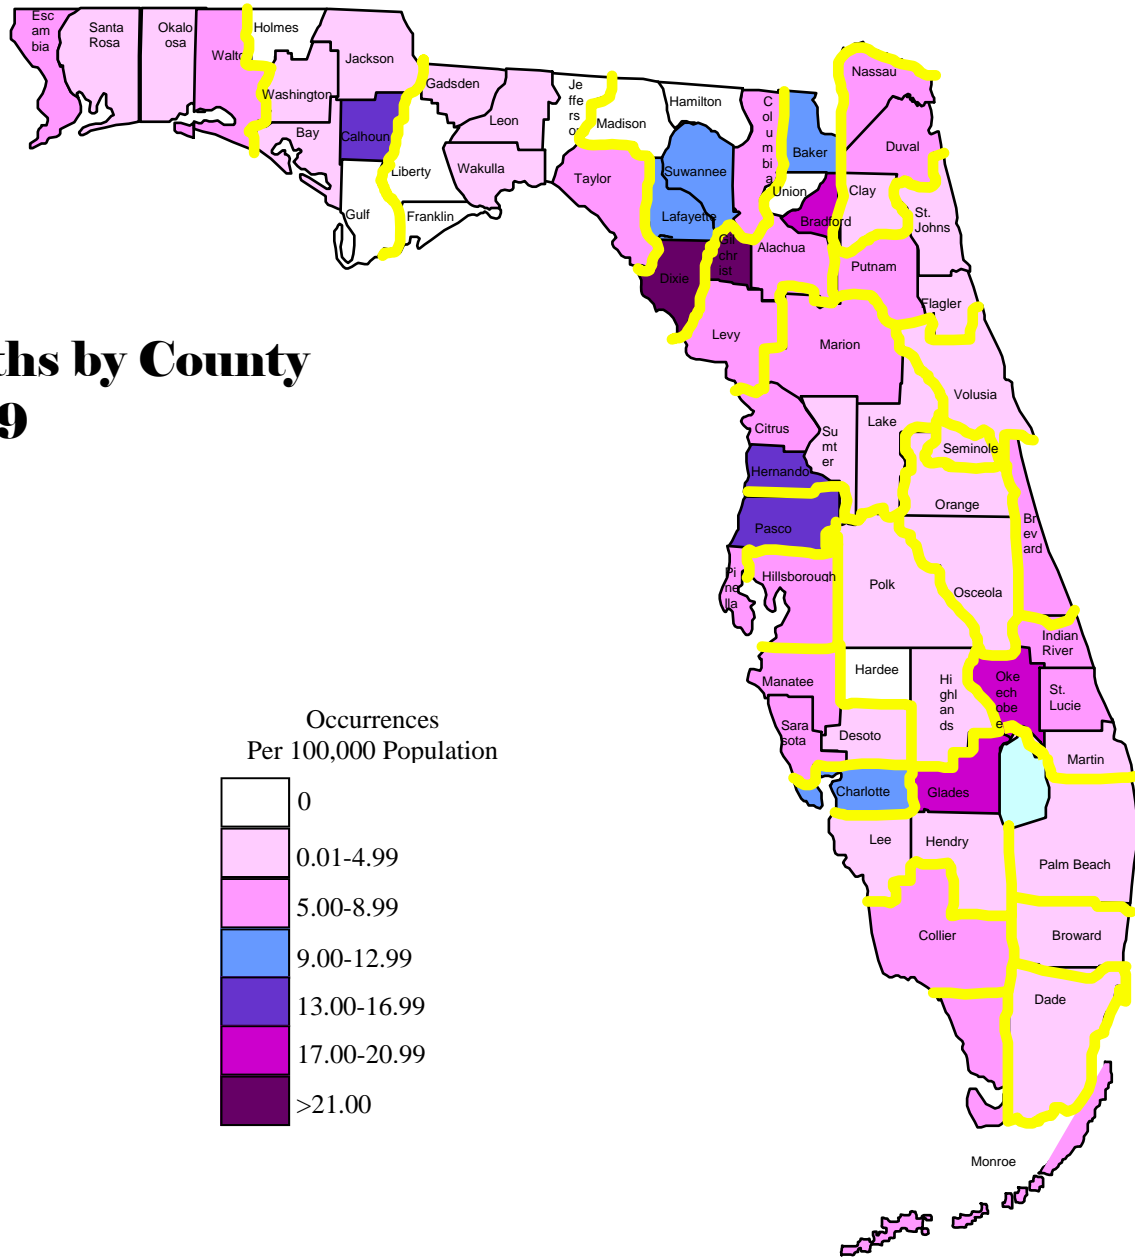 Esc
am
bia
Santa
Rosa
Okalo
osa
Walto
Holmes
Washington
Jackson
Bay
Calhoun
Gulf
Gadsden
Liberty
Franklin
Leon
Wakulla
Je
ffe
rs
on
Madison
Taylor
Hamilton
Suwannee
Lafayette
Dixie
C
o
l
u
m
b
i
a
Baker
Union
Bradford
Gil
chr
ist
Alachua
Levy
Nassau
Duval
Clay
St.
Johns
Putnam
Flagler
Marion
Volusia
Citrus
Su
mt
er
Lake
Seminole
Hernando
Orange
Pasco
Br
ev
ard
Pi
ne
lla
Hillsborough
Polk
Osceola
Indian
River
Manatee
Hardee
Hi
ghl
an
ds
Oke
ech
obe
e
St.
Lucie
Sara
sota
Desoto
Martin
Charlotte
Glades
Lee
Hendry
Palm Beach
Collier
Broward
Dade
Monroe
ths by County
9
Occurrences
Per 100,000 Population
0
0.01-4.99
5.00-8.99
9.00-12.99
13.00-16.99
17.00-20.99
>21.00